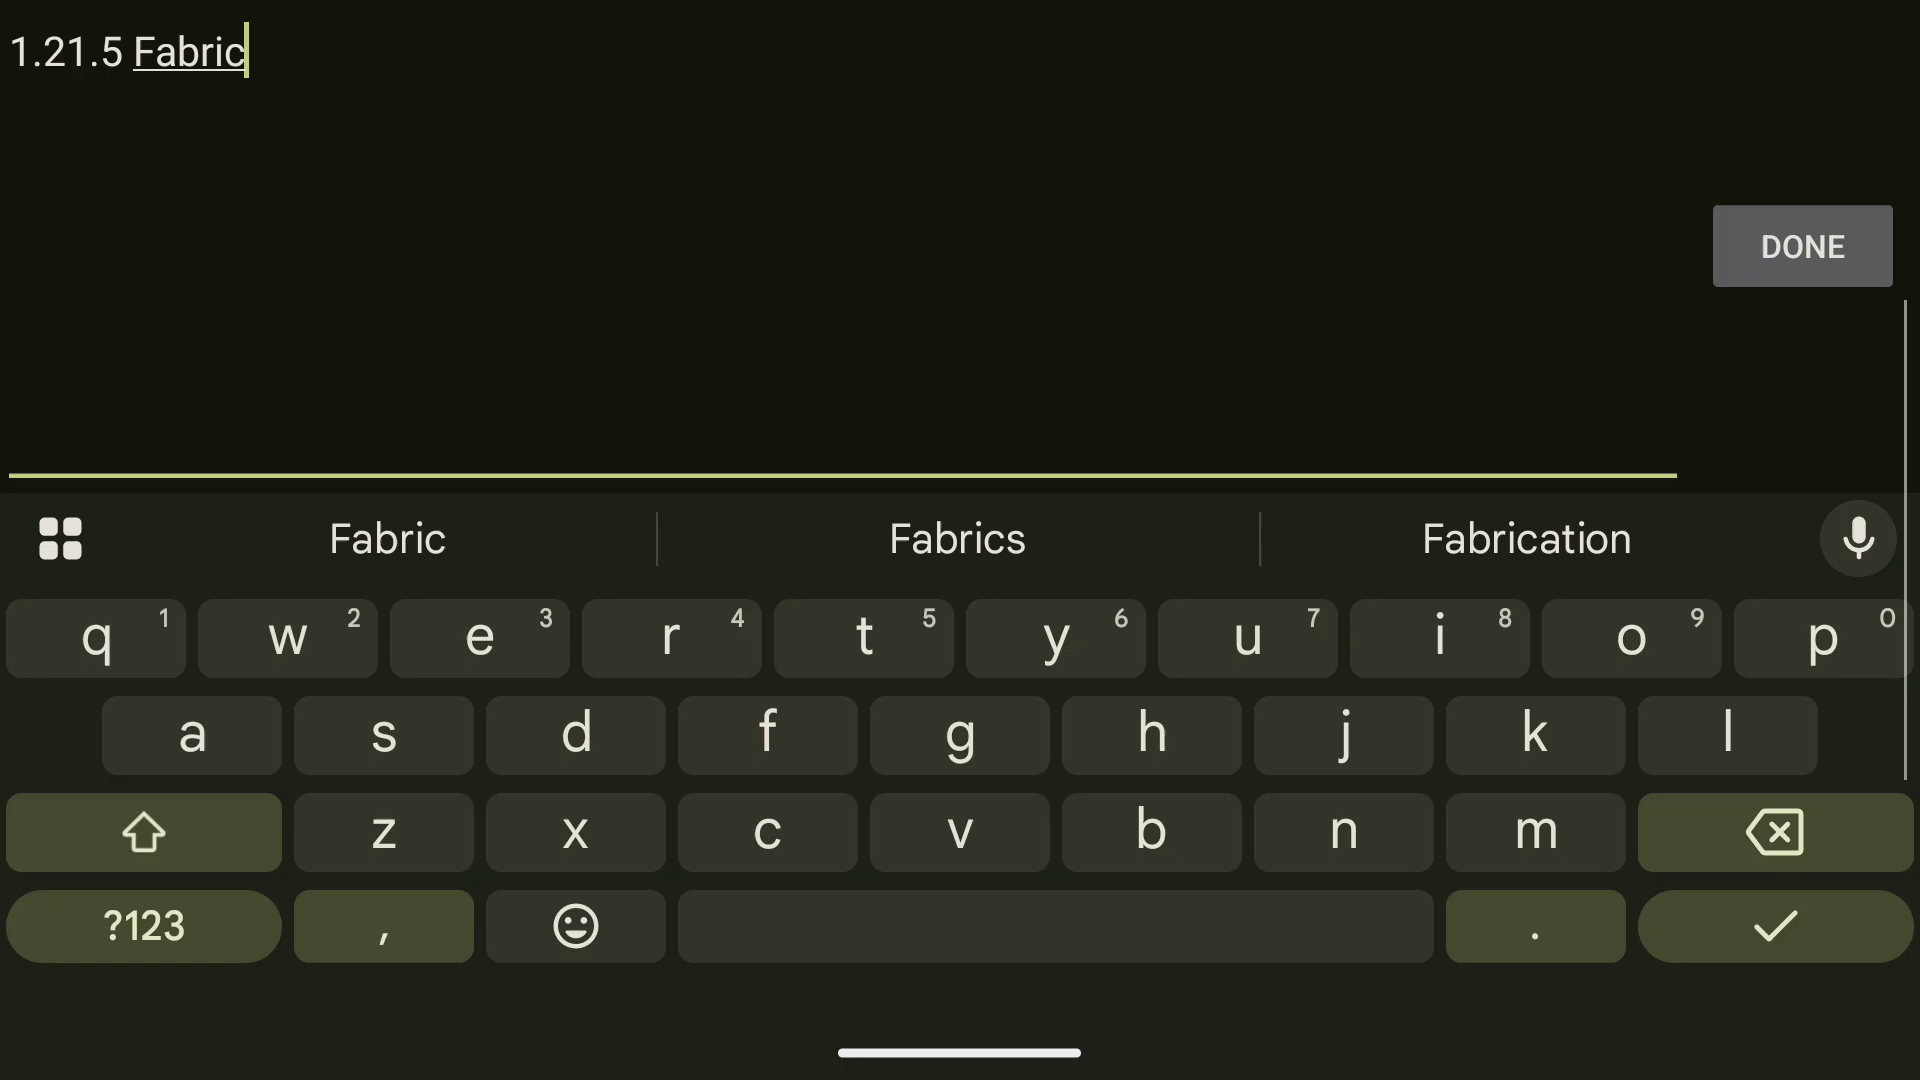 1.21.5 Fabric
DONE
Fabric Fabrics Fabrication
q 1 w 2 e 3 r 4 t 5 y 6 u 7 i 8 o 9 p 0
a s d f g h j k l
z x c v b n m
?123 , .